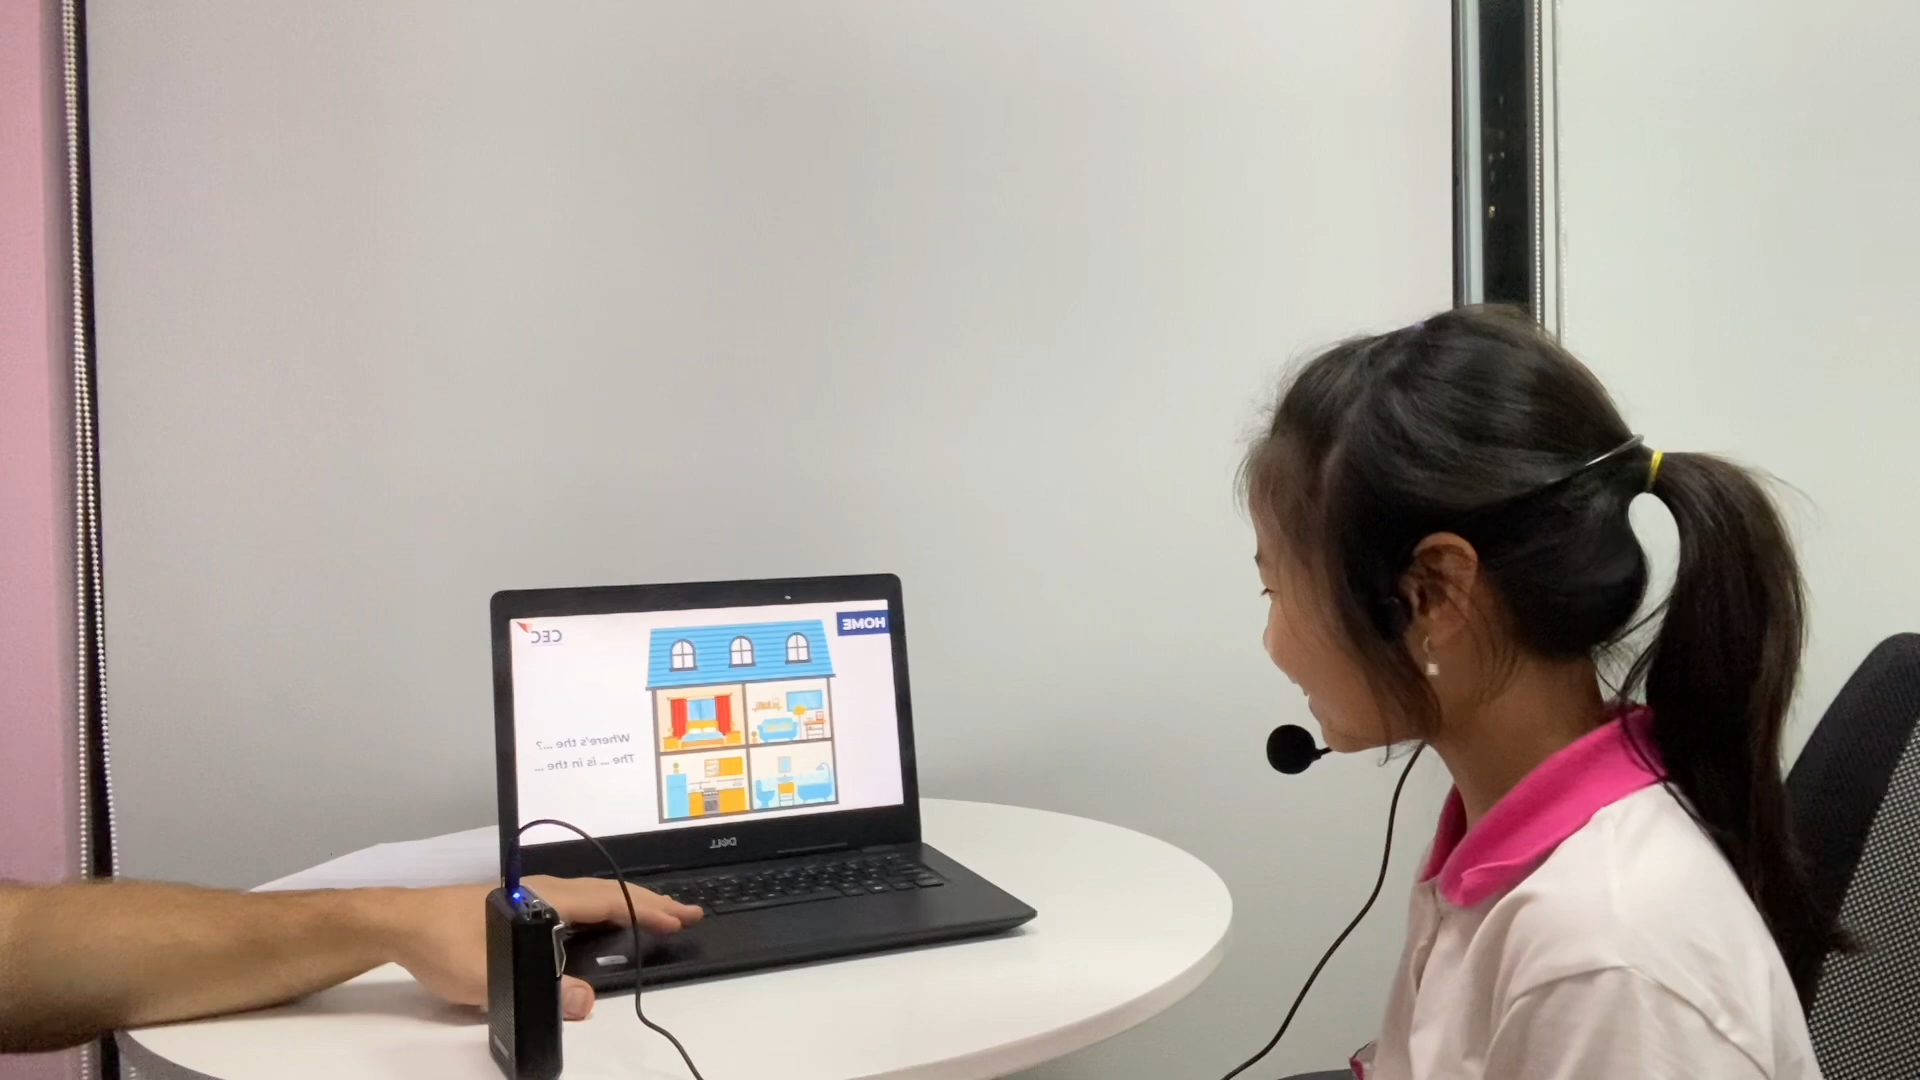 CEC
HOME
Where's the ...?
The ... is in the ...
DELL